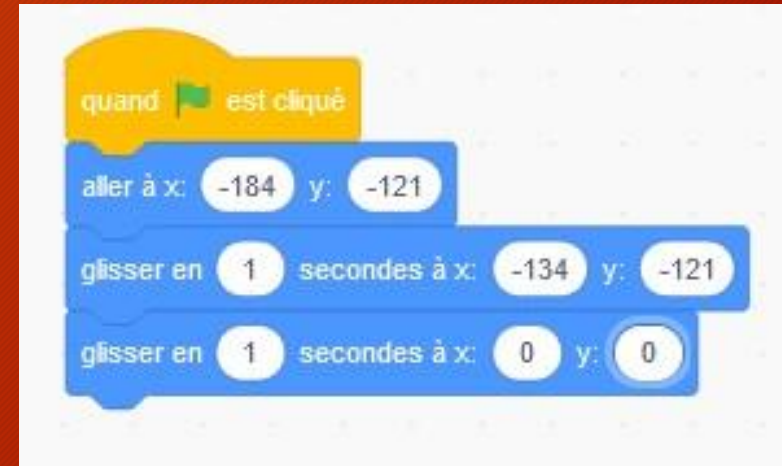 quand est cliqué
aller à x: -184 y: -121
glisser en 1 secondes à x: -134 y: -121
glisser en 1 secondes à x: 0 y: 0